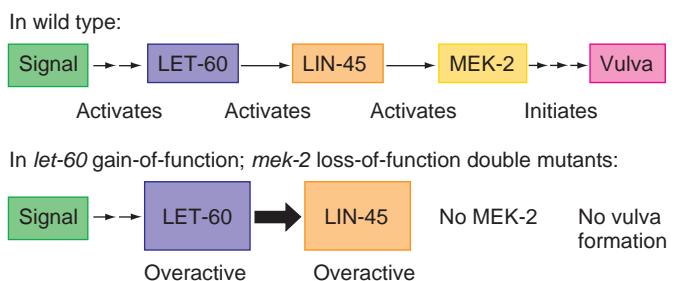 In wild type:
Signal LET-60 LIN-45 MEK-2 Vulva
Activates Activates Activates Initiates
In let-60 gain-of-function; mek-2 loss-of-function double mutants:
Signal LET-60 LIN-45 No MEK-2 No vulva
formation
Overactive Overactive